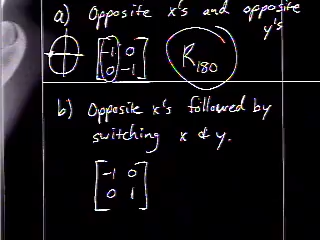 a) Opposite x's and opposite
y's
[-1 0
0 -1]
R180
b) Opposite x's followed by
switching x & y.
[-1 0
0 1]